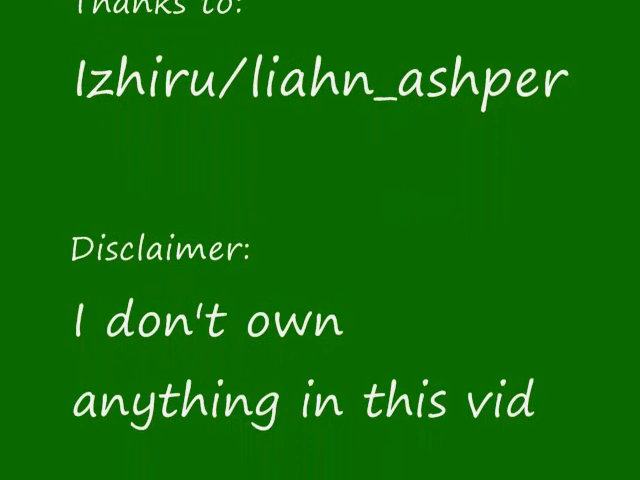 Thanks to:
Izhiru/liahn_ashper
Disclaimer:
I don't own
anything in this vid